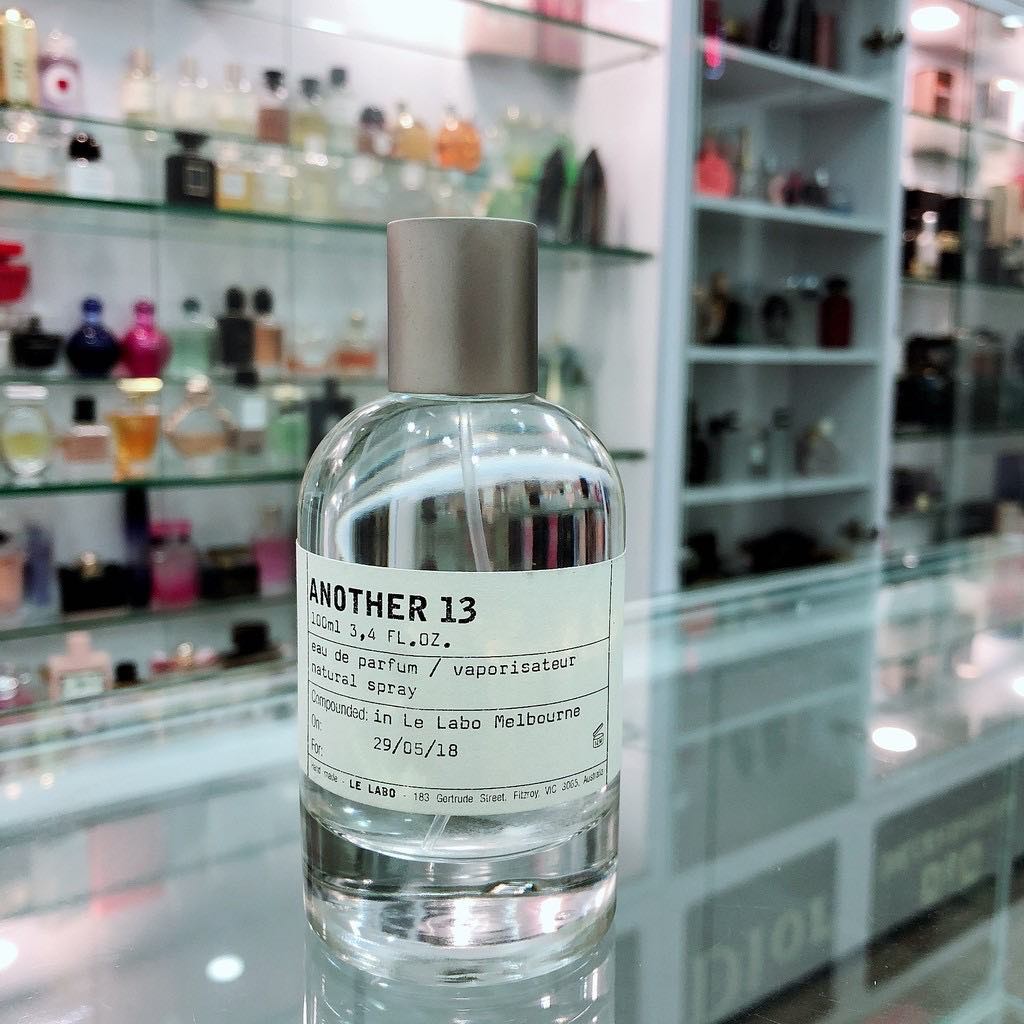 ANOTHER 13
100ml 3,4 FL.OZ.
eau de parfum / vaporisateur
natural spray
Compounded: in Le Labo Melbourne
On: 29/05/18
For:
Hand made - LE LABO - 183 Gertrude Street, Fitzroy, VIC 3065, Australia